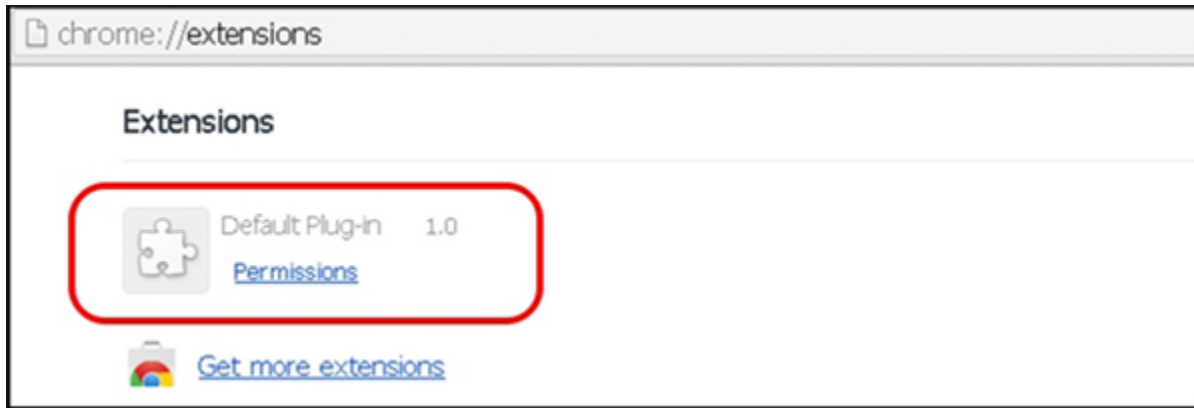 chrome://extensions
Extensions
Default Plug-in 1.0
Permissions
Get more extensions